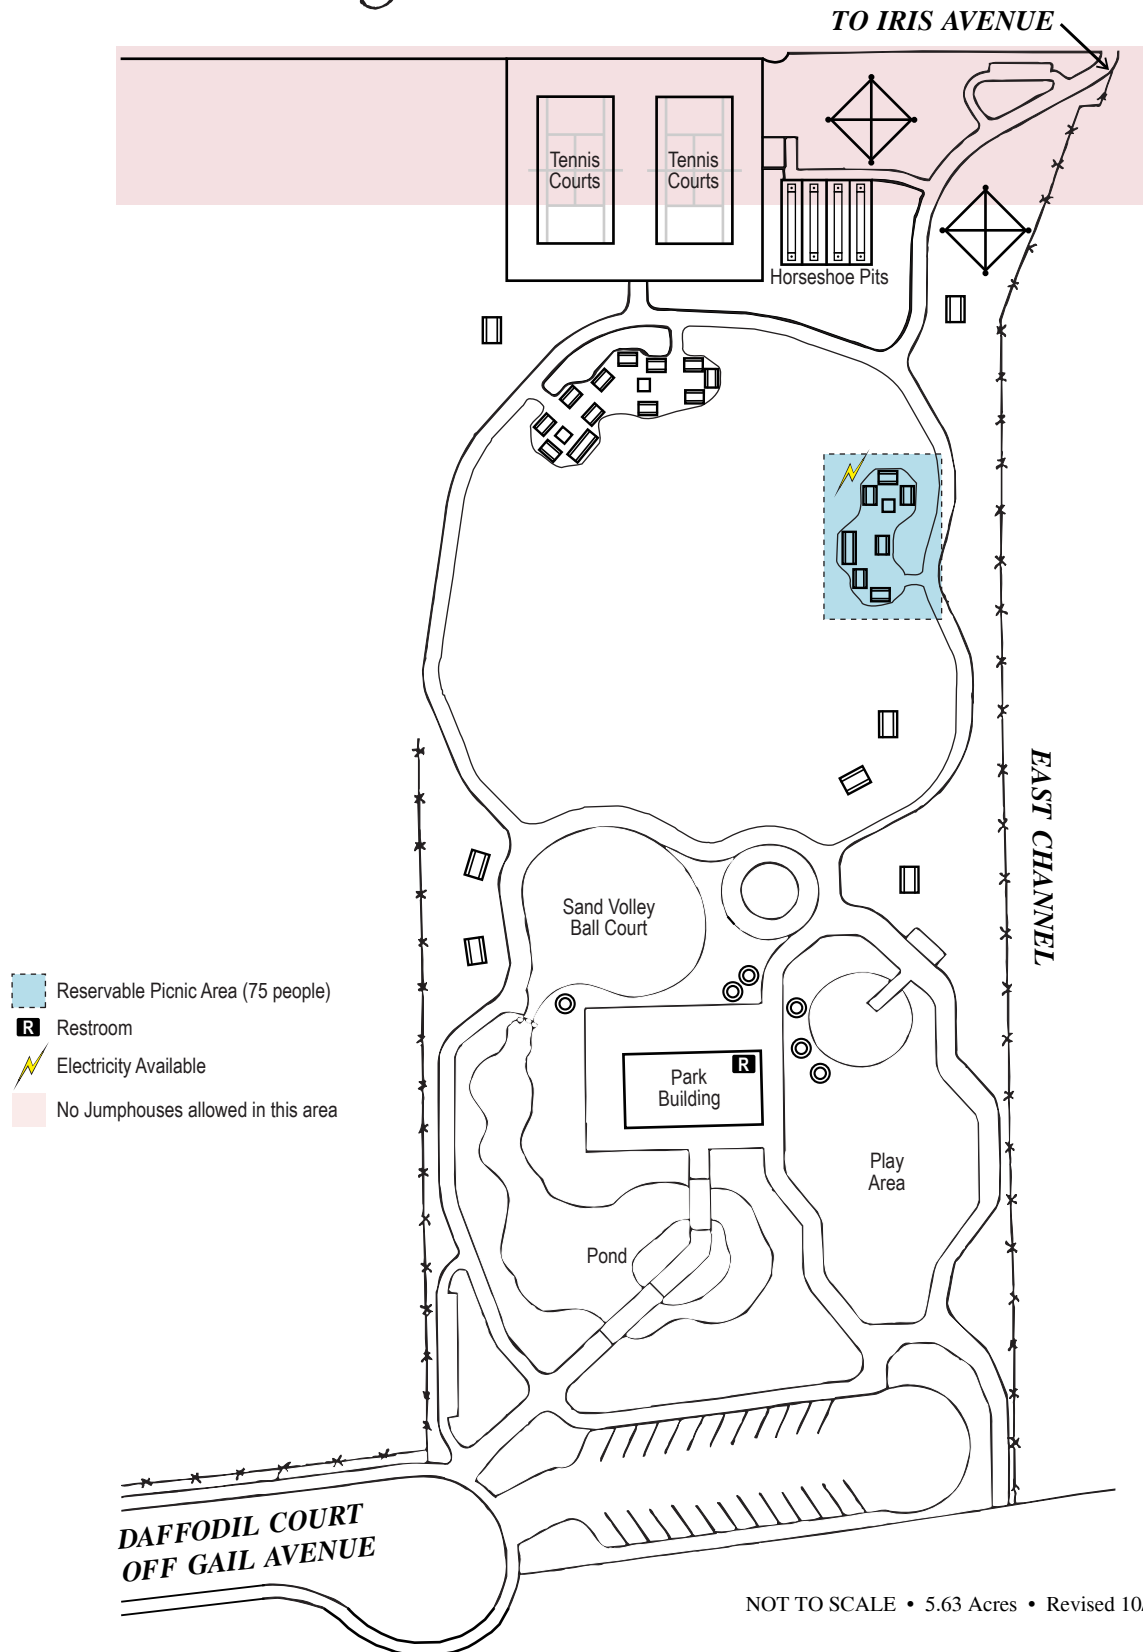 TO IRIS AVENUE
Tennis
Courts
Tennis
Courts
Horseshoe Pits
EAST CHANNEL
Sand Volley
Ball Court
Reservable Picnic Area (75 people)
R Restroom
Electricity Available
No Jumphouses allowed in this area
R
Park
Building
Play
Area
Pond
DAFFODIL COURT
OFF GAIL AVENUE
NOT TO SCALE • 5.63 Acres • Revised 10